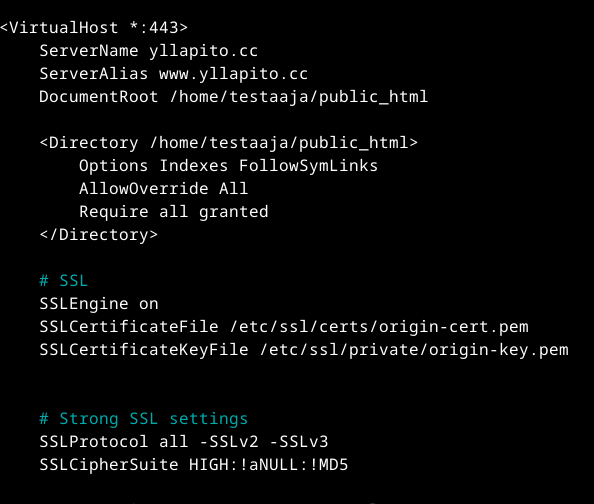 <VirtualHost *:443>
    ServerName yllapito.cc
    ServerAlias www.yllapito.cc
    DocumentRoot /home/testaaja/public_html

    <Directory /home/testaaja/public_html>
        Options Indexes FollowSymLinks
        AllowOverride All
        Require all granted
    </Directory>

    # SSL
    SSLEngine on
    SSLCertificateFile /etc/ssl/certs/origin-cert.pem
    SSLCertificateKeyFile /etc/ssl/private/origin-key.pem


    # Strong SSL settings
    SSLProtocol all -SSLv2 -SSLv3
    SSLCipherSuite HIGH:!aNULL:!MD5